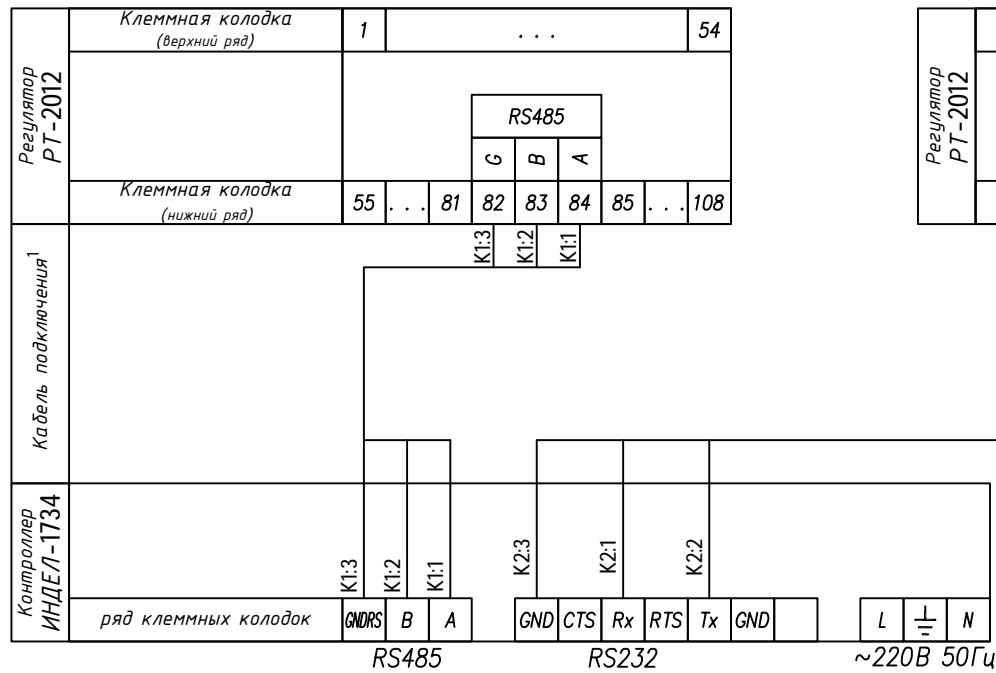 Регулятор
РТ-2012
Клеммная колодка
(верхний ряд)
1 . . . 54
RS485
G B A
Клеммная колодка
(нижний ряд)
55 . . . 81 82 83 84 85 . . . 108
Регулятор
РТ-2012
Кабель подключения¹
K1:3 K1:2 K1:1
Контроллер
ИНДЕЛ-1734
K1:3 K1:2 K1:1 K2:3 K2:1 K2:2
ряд клеммных колодок
GNDRS B A GND CTS Rx RTS Tx GND L N
RS485 RS232 ~220В 50Гц